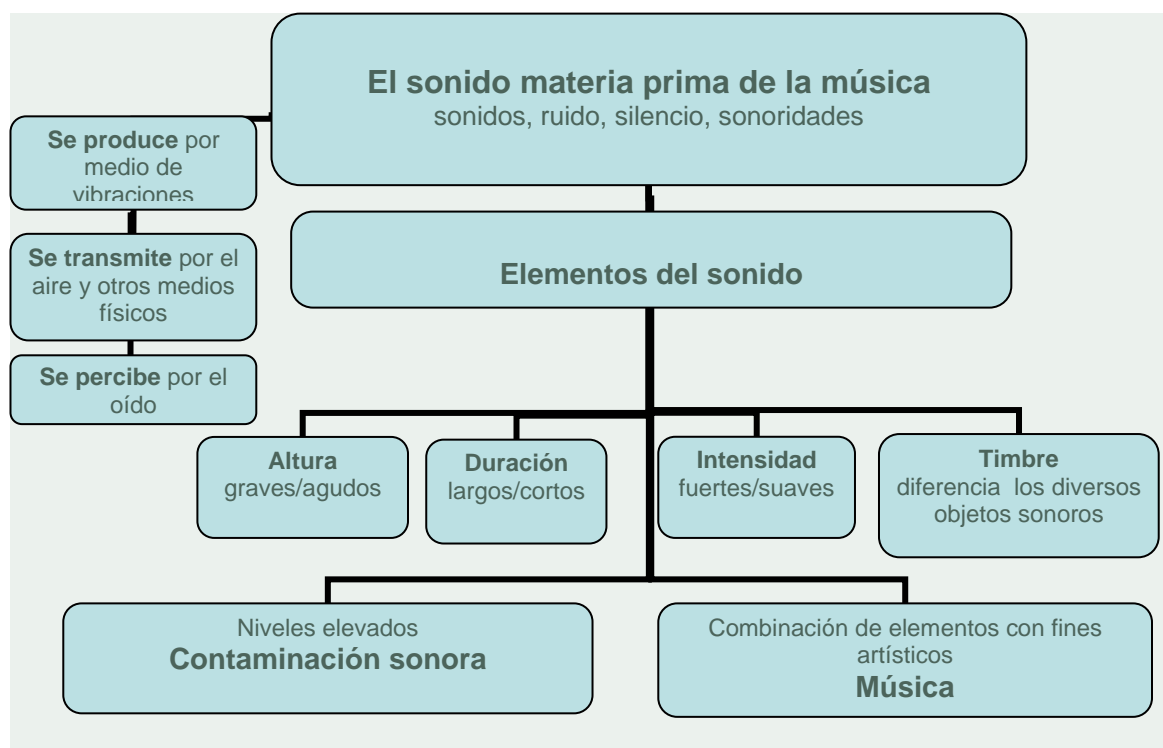 El sonido materia prima de la música
sonidos, ruido, silencio, sonoridades
Se produce por
medio de
vibraciones
Se transmite por el
aire y otros medios
físicos
Se percibe por el
oído
Elementos del sonido
Altura
graves/agudos
Duración
largos/cortos
Intensidad
fuertes/suaves
Timbre
diferencia los diversos
objetos sonoros
Niveles elevados
Contaminación sonora
Combinación de elementos con fines
artísticos
Música